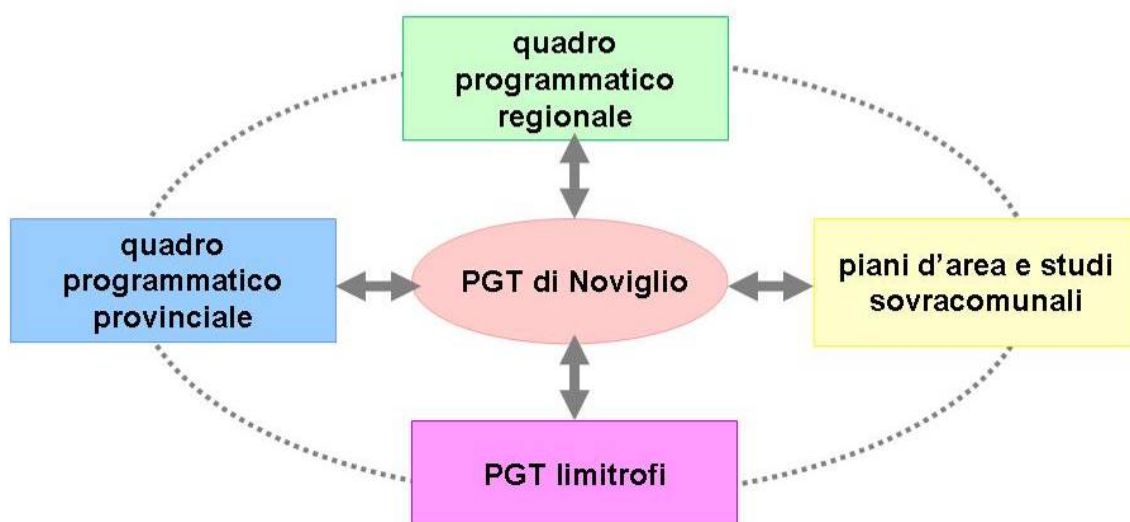 quadro
programmatico
regionale
quadro
programmatico
provinciale
PGT di Noviglio
piani d'area e studi
sovracomunali
PGT limitrofi